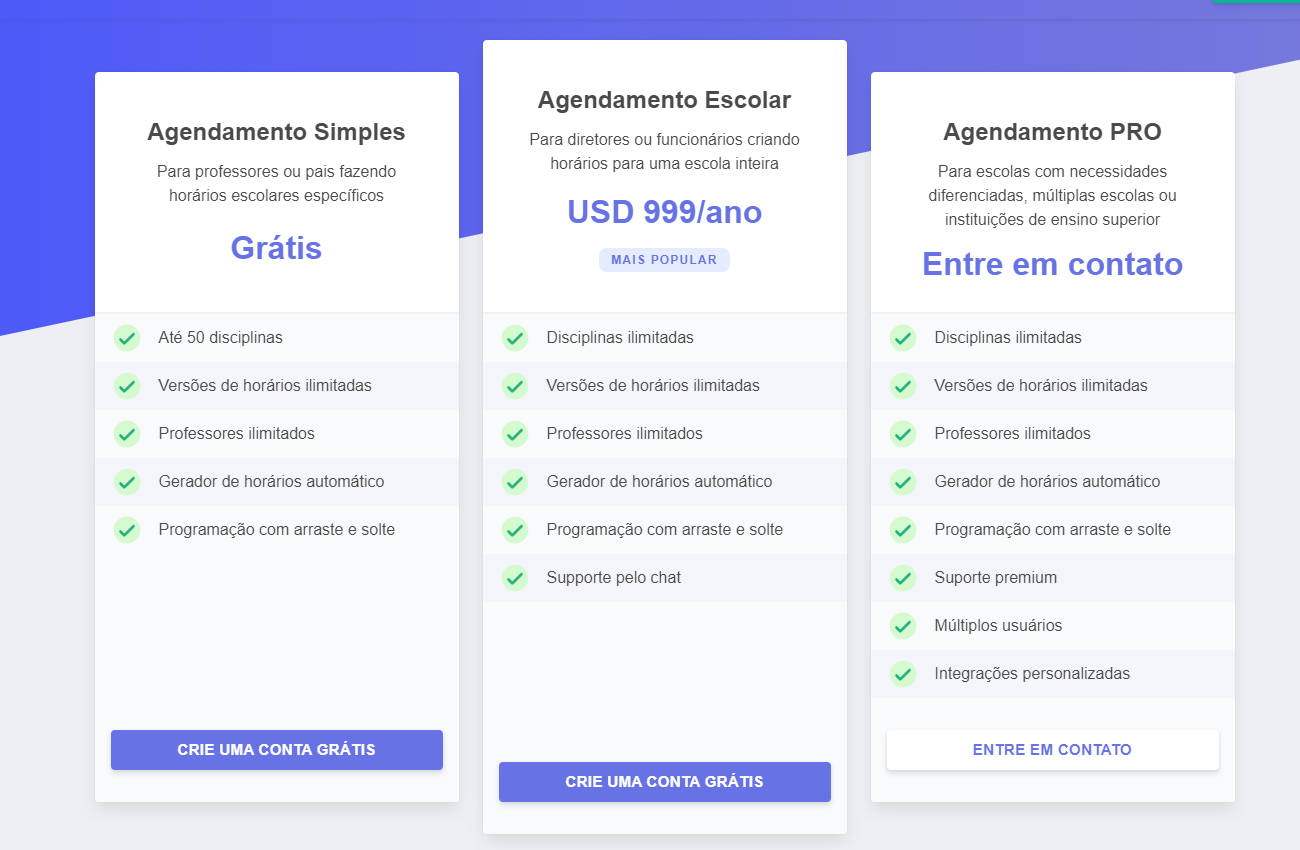 Agendamento Simples
Para professores ou pais fazendo
horários escolares específicos
Grátis
Até 50 disciplinas
Versões de horários ilimitadas
Professores ilimitados
Gerador de horários automático
Programação com arraste e solte
CRIE UMA CONTA GRÁTIS
Agendamento Escolar
Para diretores ou funcionários criando
horários para uma escola inteira
USD 999/ano
MAIS POPULAR
Disciplinas ilimitadas
Versões de horários ilimitadas
Professores ilimitados
Gerador de horários automático
Programação com arraste e solte
Supporte pelo chat
CRIE UMA CONTA GRÁTIS
Agendamento PRO
Para escolas com necessidades
diferenciadas, múltiplas escolas ou
instituições de ensino superior
Entre em contato
Disciplinas ilimitadas
Versões de horários ilimitadas
Professores ilimitados
Gerador de horários automático
Programação com arraste e solte
Suporte premium
Múltiplos usuários
Integrações personalizadas
ENTRE EM CONTATO